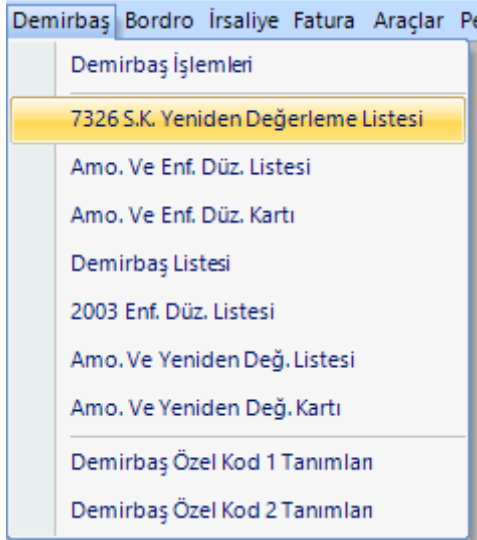 Demirbaş Bordro İrsaliye Fatura Araçlar
Demirbaş İşlemleri
7326 S.K. Yeniden Değerleme Listesi
Amo. Ve Enf. Düz. Listesi
Amo. Ve Enf. Düz. Kartı
Demirbaş Listesi
2003 Enf. Düz. Listesi
Amo. Ve Yeniden Değ. Listesi
Amo. Ve Yeniden Değ. Kartı
Demirbaş Özel Kod 1 Tanımları
Demirbaş Özel Kod 2 Tanımları